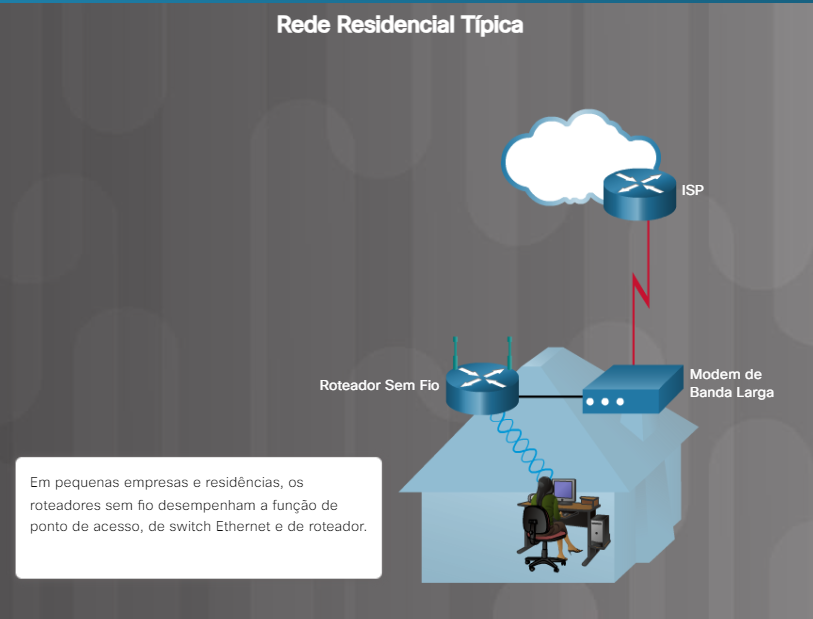 Rede Residencial Típica
ISP
Roteador Sem Fio
Modem de
Banda Larga
Em pequenas empresas e residências, os
roteadores sem fio desempenham a função de
ponto de acesso, de switch Ethernet e de roteador.